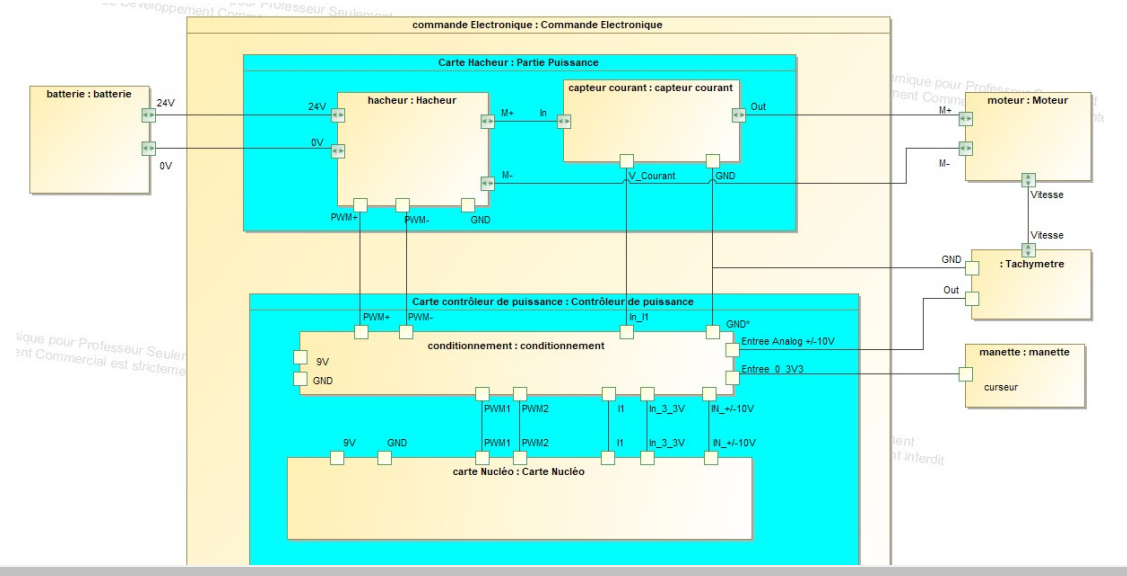 commande Electronique : Commande Electronique
Carte Hacheur : Partie Puissance
batterie : batterie
24V
0V
24V
0V
hacheur : Hacheur
M+
M-
PWM+
PWM-
GND
capteur courant : capteur courant
In
Out
V_Courant
GND
moteur : Moteur
M+
M-
Vitesse
Vitesse
: Tachymetre
GND
Out
manette : manette
curseur
Carte contrôleur de puissance : Contrôleur de puissance
PWM+
PWM-
In_I1
GND*
conditionnement : conditionnement
9V
GND
Entree Analog +/-10V
Entree 0_3V3
PWM1
PWM2
I1
In_3_3V
IN_+/-10V
9V
GND
PWM1
PWM2
I1
In_3_3V
IN_+/-10V
carte Nucléo : Carte Nucléo